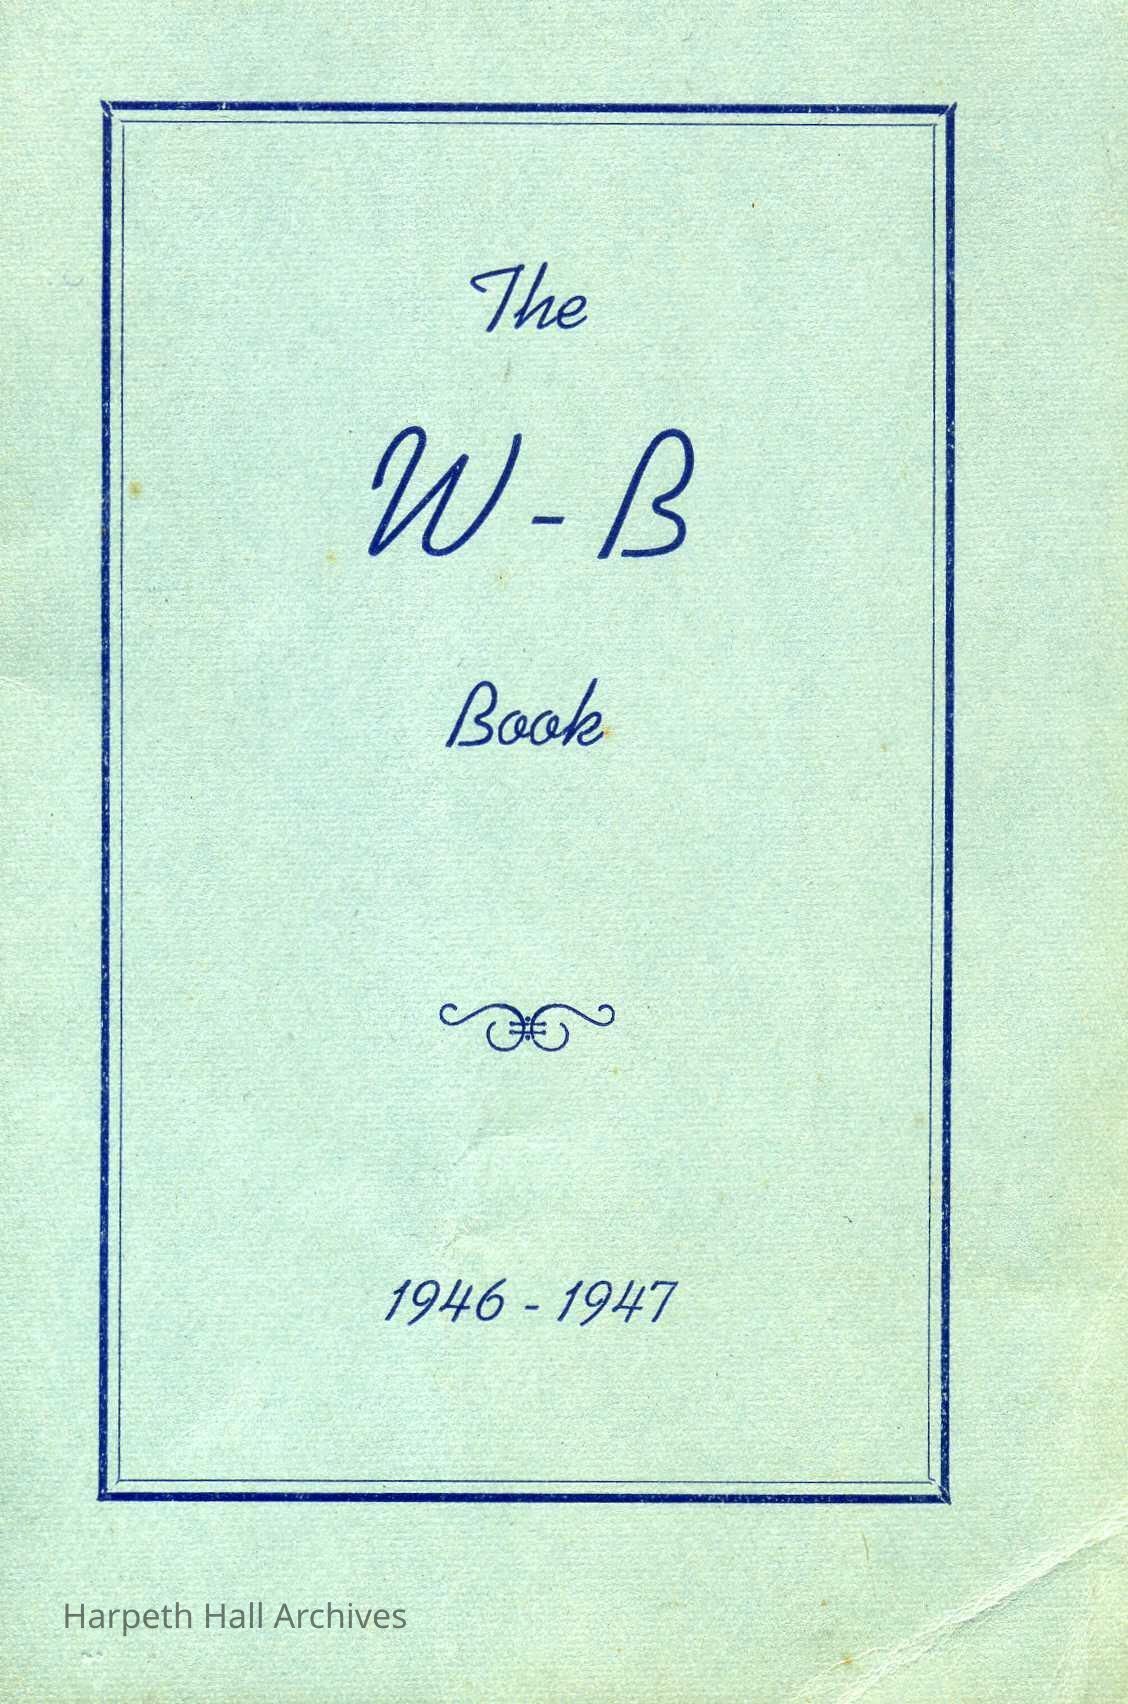 The
W - B
Book
1946 - 1947
Harpeth Hall Archives